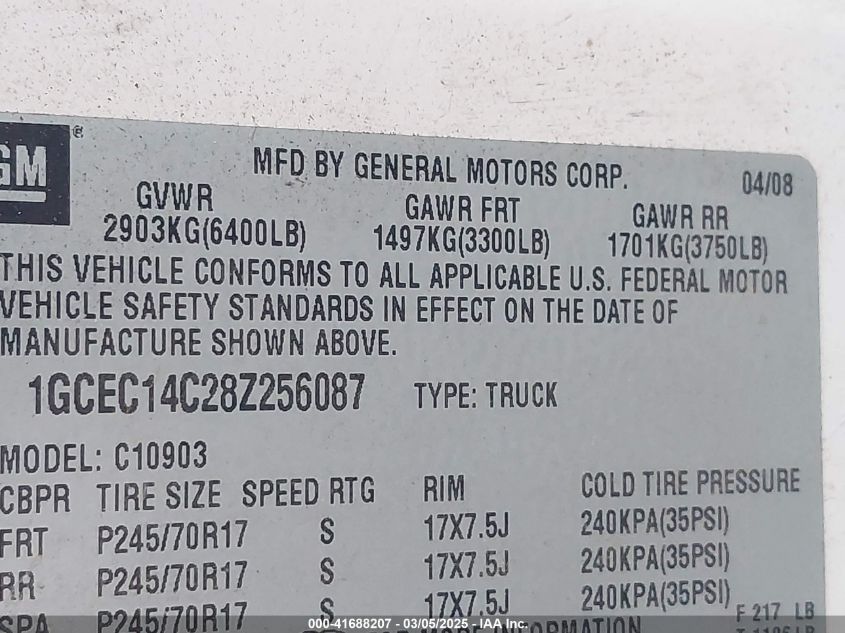 GM®
MFD BY GENERAL MOTORS CORP. 04/08
GVWR GAWR FRT GAWR RR
2903KG(6400LB) 1497KG(3300LB) 1701KG(3750LB)
THIS VEHICLE CONFORMS TO ALL APPLICABLE U.S. FEDERAL MOTOR
VEHICLE SAFETY STANDARDS IN EFFECT ON THE DATE OF
MANUFACTURE SHOWN ABOVE.
1GCEC14C28Z256087 TYPE: TRUCK
MODEL: C10903
CBPR TIRE SIZE SPEED RTG RIM COLD TIRE PRESSURE
FRT P245/70R17 S 17X7.5J 240KPA(35PSI)
RR P245/70R17 S 17X7.5J 240KPA(35PSI)
SPA P245/70R17 S 17X7.5J 240KPA(35PSI)
F 217 LB
MORE INFORMATION
000-41688207 - 03/05/2025 - IAA Inc.